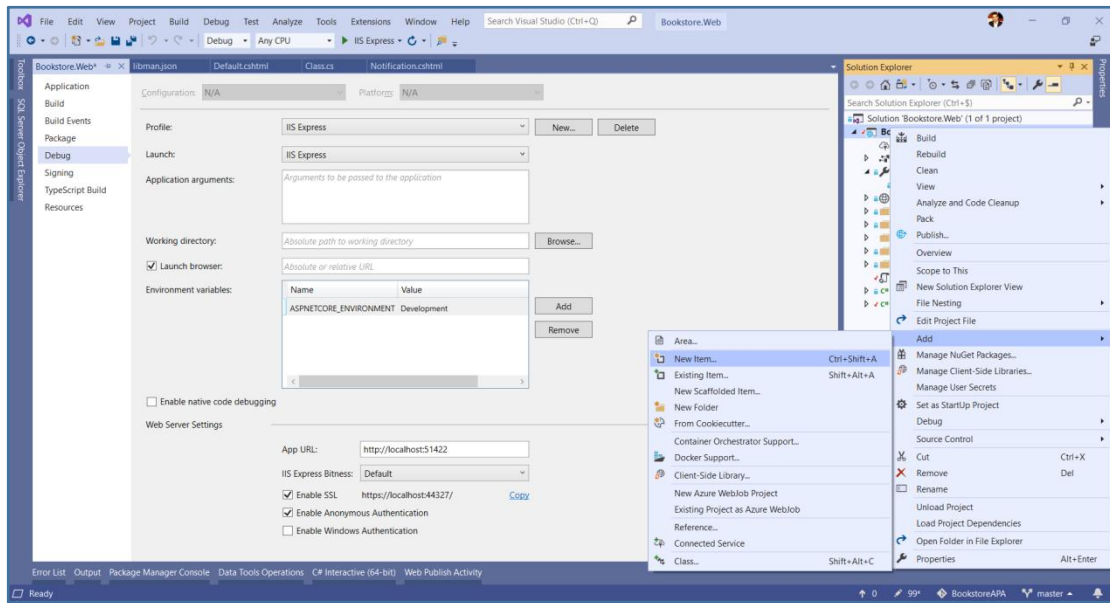 File Edit View Project Build Debug Test Analyze Tools Extensions Window Help Search Visual Studio (Ctrl+Q) Bookstore.Web
Debug Any CPU IIS Express
Toolbox
SQL Server Object Explorer
Bookstore.Web* libman.json Default.cshtml Class.cs Notification.cshtml
Application
Build
Build Events
Package
Debug
Signing
TypeScript Build
Resources
Configuration: N/A Platform: N/A
Profile: IIS Express New... Delete
Launch: IIS Express
Application arguments: Arguments to be passed to the application
Working directory: Absolute path to working directory Browse...
Launch browser: Absolute or relative URL
Environment variables: Name Value
ASPNETCORE_ENVIRONMENT Development
Add
Remove
Enable native code debugging
Web Server Settings
App URL: http://localhost:51422
IIS Express Bitness: Default
Enable SSL https://localhost:44327/ Copy
Enable Anonymous Authentication
Enable Windows Authentication
Area...
New Item... Ctrl+Shift+A
Existing Item... Shift+Alt+A
New Scaffolded Item...
New Folder
From Cookiecutter...
Container Orchestrator Support...
Docker Support...
Client-Side Library...
New Azure WebJob Project
Existing Project as Azure WebJob
Reference...
Connected Service
Class... Shift+Alt+C
Solution Explorer
Search Solution Explorer (Ctrl+$)
Solution 'Bookstore.Web' (1 of 1 project)
Build
Rebuild
Clean
View
Analyze and Code Cleanup
Pack
Publish...
Overview
Scope to This
New Solution Explorer View
File Nesting
Edit Project File
Add
Manage NuGet Packages...
Manage Client-Side Libraries...
Manage User Secrets
Set as StartUp Project
Debug
Source Control
Cut Ctrl+X
Remove Del
Rename
Unload Project
Load Project Dependencies
Open Folder in File Explorer
Properties Alt+Enter
Properties
Error List Output Package Manager Console Data Tools Operations C# Interactive (64-bit) Web Publish Activity
Ready 0 99* BookstoreAPA master